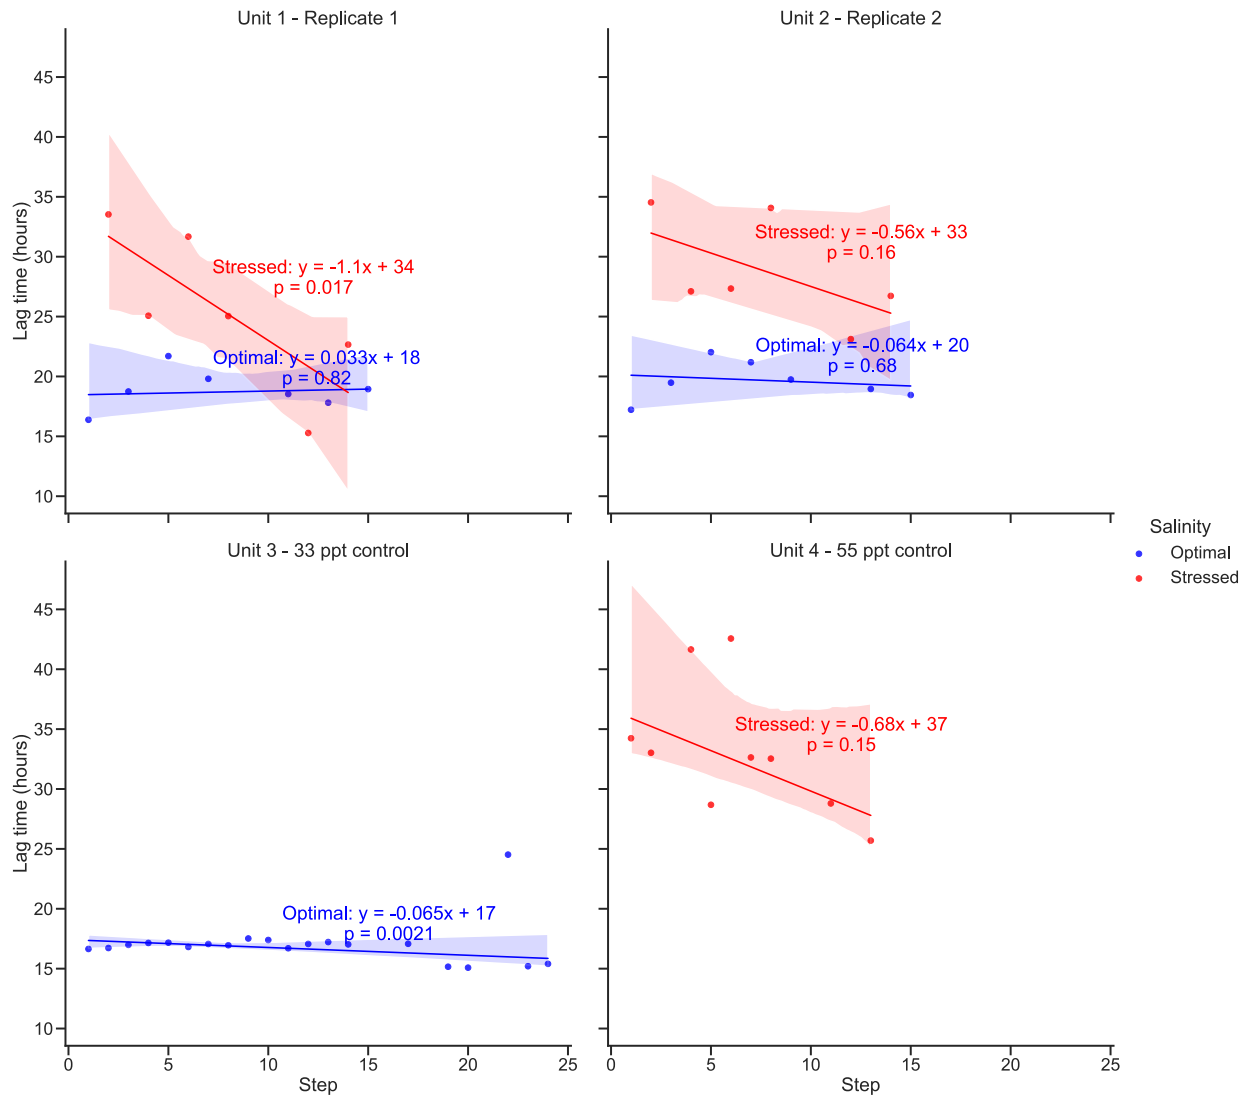 Unit 1 - Replicate 1
Unit 2 - Replicate 2
45
40
35
30
25
20
15
10
Lag time (hours)
Stressed: y = -1.1x + 34
p = 0.017
Optimal: y = 0.033x + 18
p = 0.82
Stressed: y = -0.56x + 33
p = 0.16
Optimal: y = -0.064x + 20
p = 0.68
Salinity
Optimal
Stressed
Unit 3 - 33 ppt control
Unit 4 - 55 ppt control
45
40
35
30
25
20
15
10
Lag time (hours)
Optimal: y = -0.065x + 17
p = 0.0021
Stressed: y = -0.68x + 37
p = 0.15
0 5 10 15 20 25
Step
0 5 10 15 20 25
Step